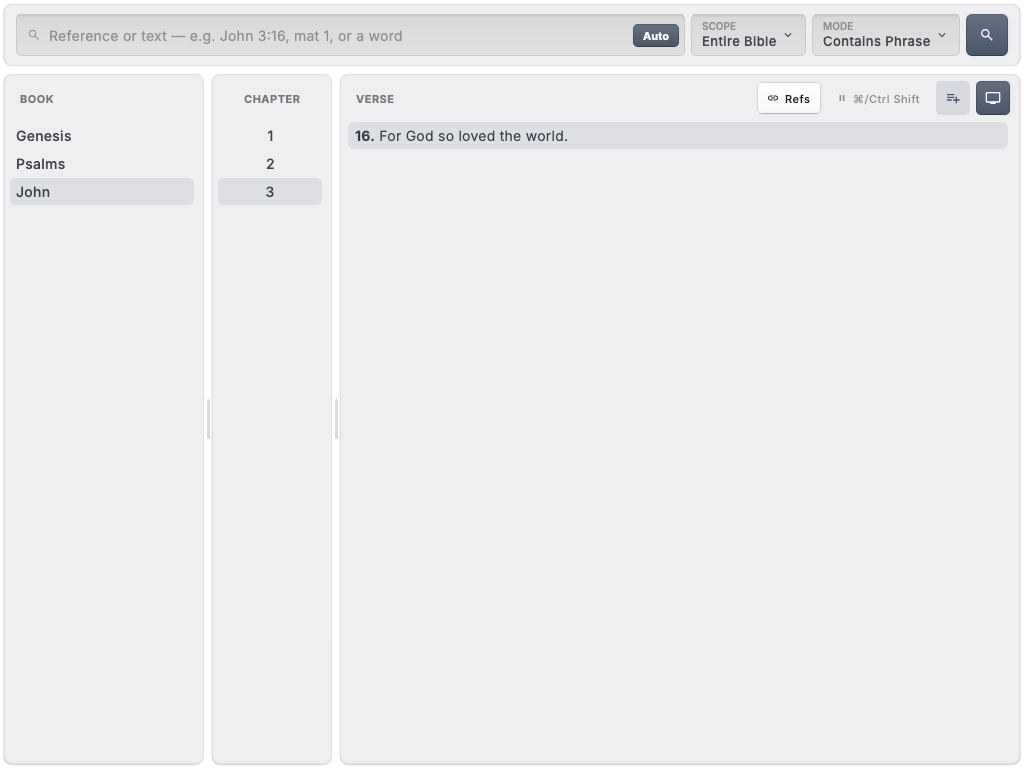 Reference or text — e.g. John 3:16, mat 1, or a word
Auto
SCOPE
Entire Bible
MODE
Contains Phrase
BOOK
Genesis
Psalms
John
CHAPTER
1
2
3
VERSE
Refs
⌘/Ctrl Shift
16. For God so loved the world.